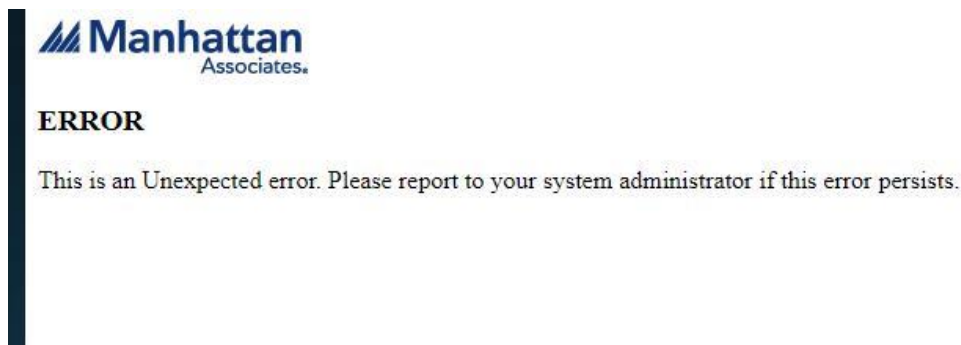 Manhattan
Associates.
ERROR
This is an Unexpected error. Please report to your system administrator if this error persists.